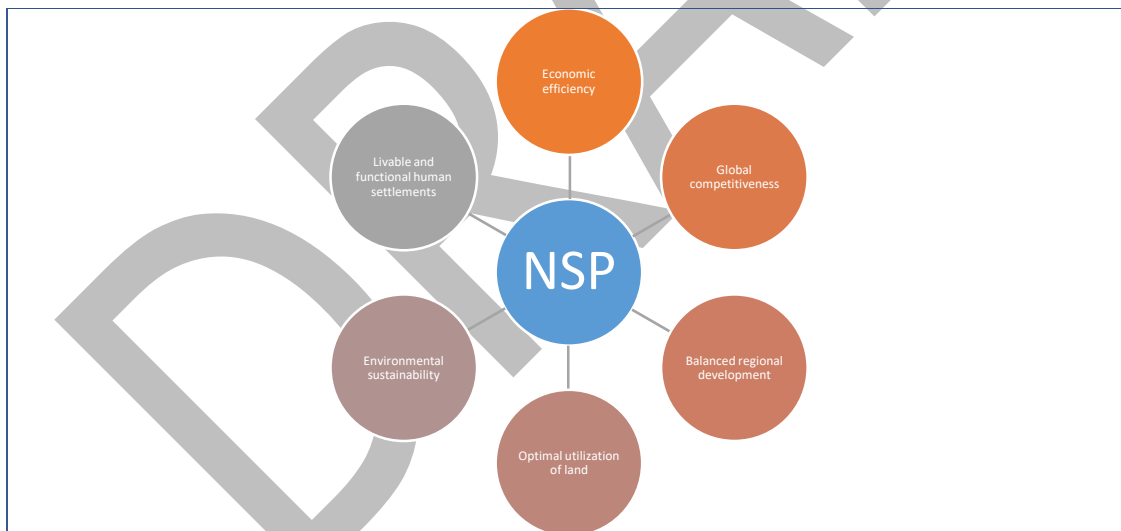 Economic
efficiency
Global
competitiveness
Balanced regional
development
Optimal utilization
of land
Environmental
sustainability
Livable and
functional human
settlements
NSP